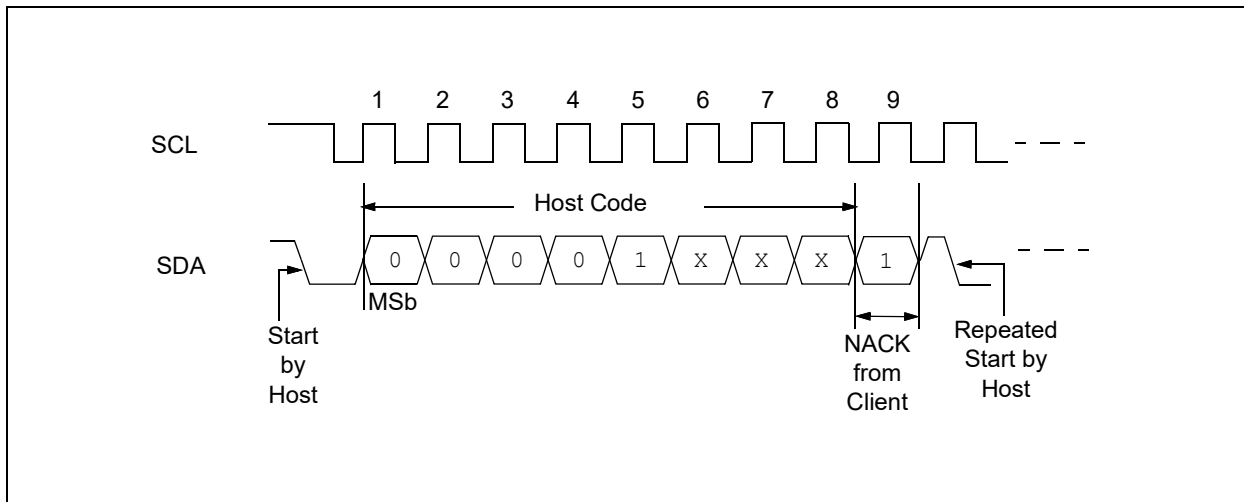 1 2 3 4 5 6 7 8 9
SCL
Host Code
SDA
0 0 0 0 1 X X X 1
MSb
Start
by
Host
NACK
from
Client
Repeated
Start by
Host